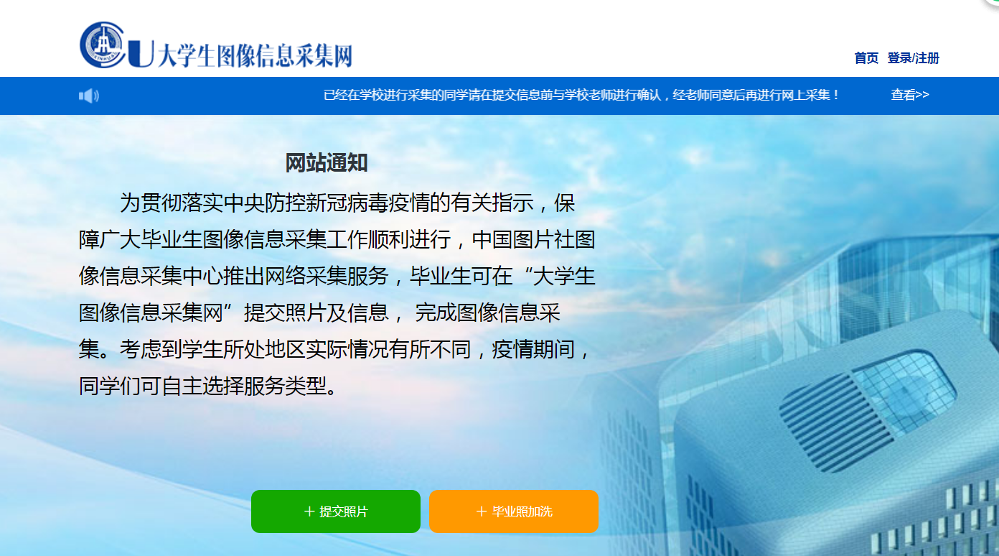 XINHUA
CU大学生图像信息采集网
首页 登录/注册
已经在学校进行采集的同学请在提交信息前与学校老师进行确认，经老师同意后再进行网上采集！
查看>>
网站通知
为贯彻落实中央防控新冠病毒疫情的有关指示，保
障广大毕业生图像信息采集工作顺利进行，中国图片社图
像信息采集中心推出网络采集服务，毕业生可在“大学生
图像信息采集网”提交照片及信息， 完成图像信息采
集。考虑到学生所处地区实际情况有所不同，疫情期间，
同学们可自主选择服务类型。
＋ 提交照片
＋ 毕业照加洗